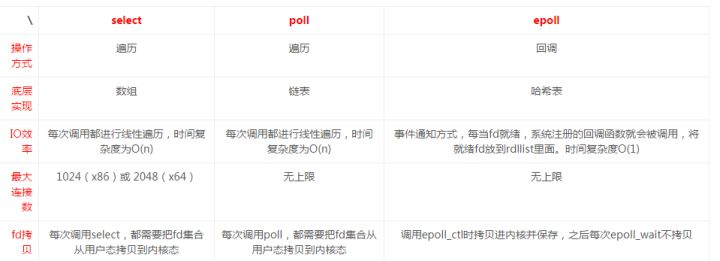 \ select poll epoll
操作
方式
遍历
遍历
回调
底层
实现
数组
链表
哈希表
IO效
率
每次调用都进行线性遍历，时间复
杂度为O(n)
每次调用都进行线性遍历，时间
复杂度为O(n)
事件通知方式，每当fd就绪，系统注册的回调函数就会被调用，将
就绪fd放到rdllist里面。时间复杂度O(1)
最大
连接
数
1024（x86）或 2048（x64）
无上限
无上限
fd拷
贝
每次调用select，都需要把fd集合
从用户态拷贝到内核态
每次调用poll，都需要把fd集合从
用户态拷贝到内核态
调用epoll_ctl时拷贝进内核并保存，之后每次epoll_wait不拷贝